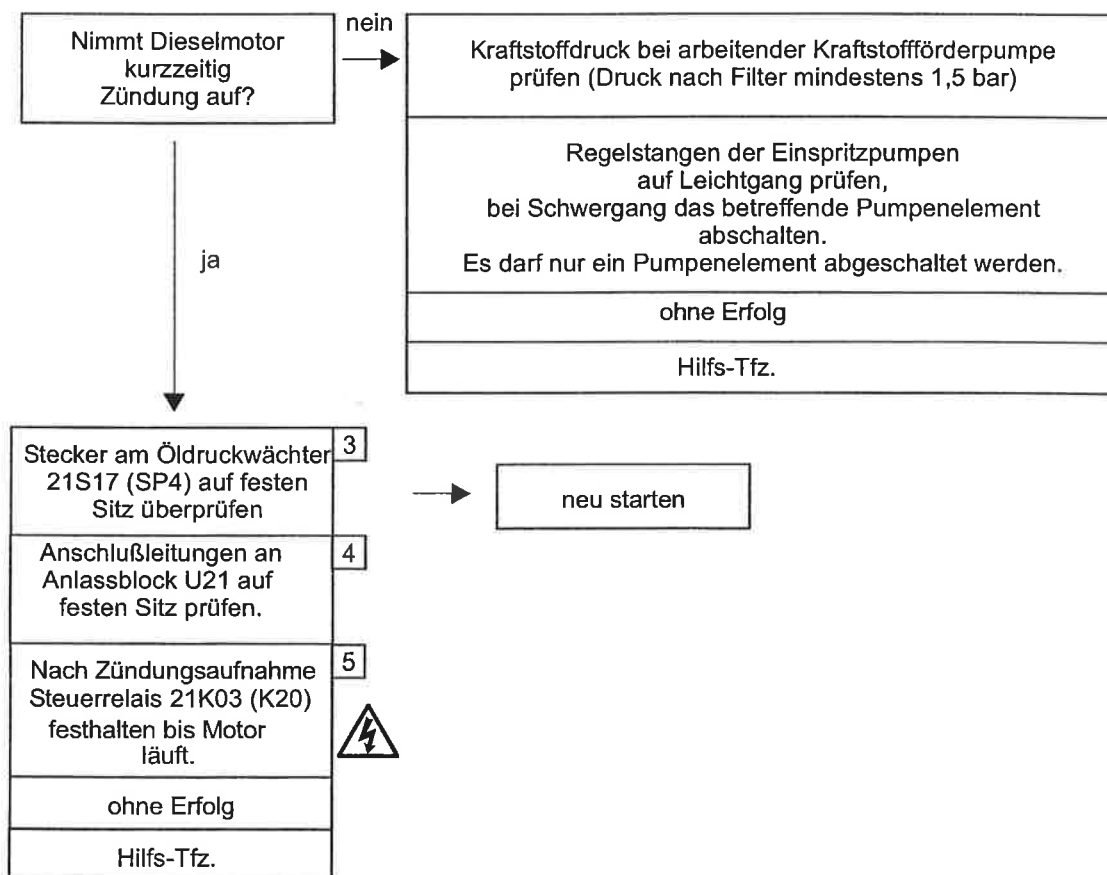 Nimmt Dieselmotor
kurzzeitig
Zündung auf?
nein
Kraftstoffdruck bei arbeitender Kraftstoffförderpumpe
prüfen (Druck nach Filter mindestens 1,5 bar)
Regelstangen der Einspritzpumpen
auf Leichtgang prüfen,
bei Schwergang das betreffende Pumpenelement
abschalten.
Es darf nur ein Pumpenelement abgeschaltet werden.
ohne Erfolg
Hilfs-Tfz.
ja
Stecker am Öldruckwächter
21S17 (SP4) auf festen
Sitz überprüfen
3
neu starten
Anschlußleitungen an
Anlassblock U21 auf
festen Sitz prüfen.
4
Nach Zündungsaufnahme
Steuerrelais 21K03 (K20)
festhalten bis Motor
läuft.
5
ohne Erfolg
Hilfs-Tfz.